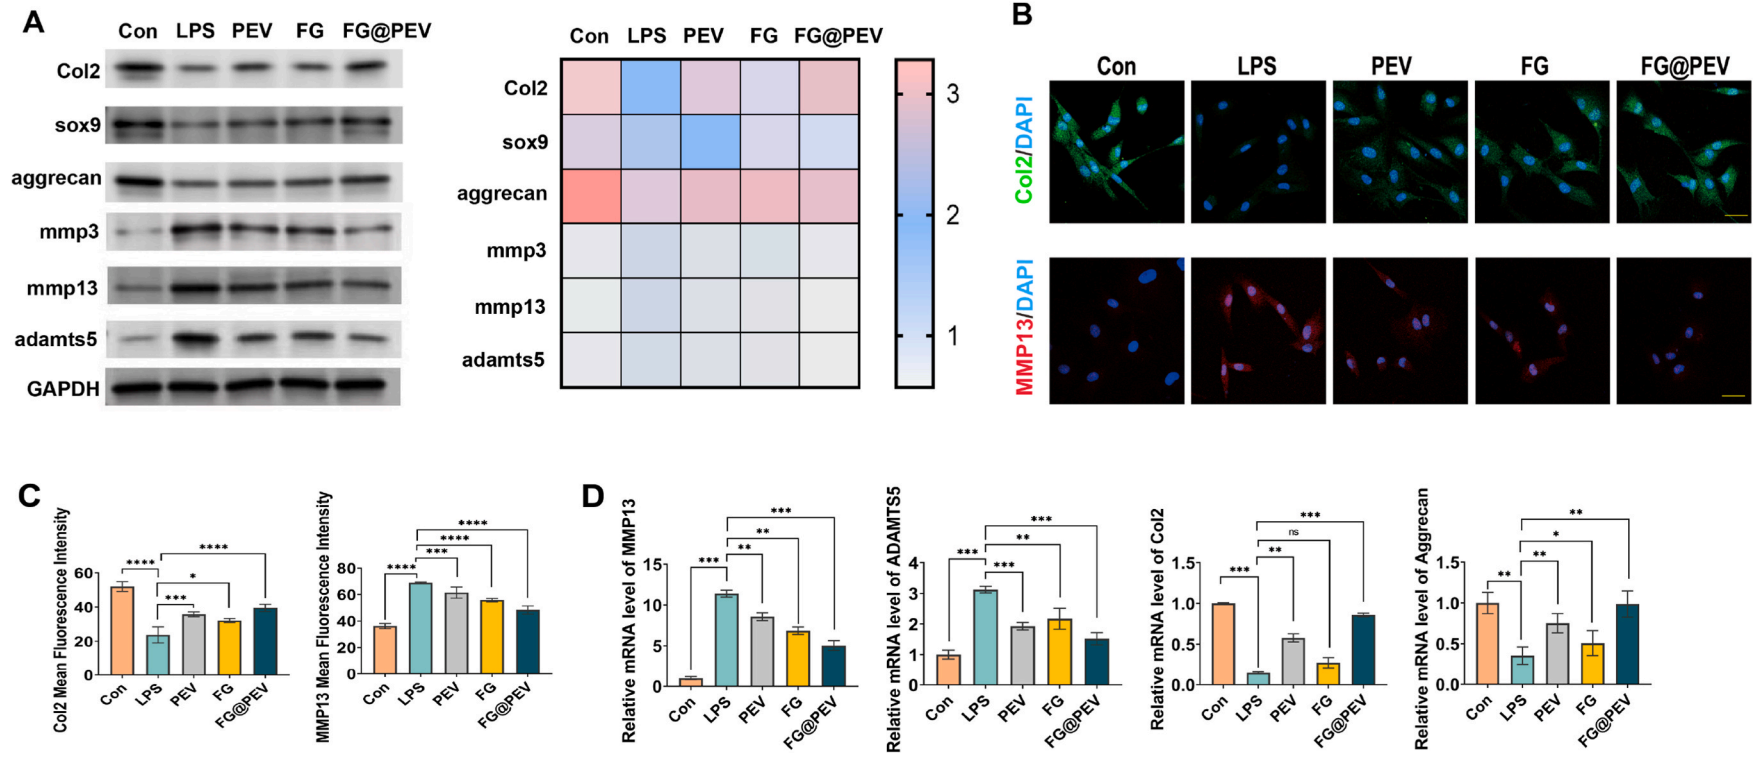 A
Con LPS PEV FG FG@PEV
Col2
sox9
aggrecan
mmp3
mmp13
adamts5
GAPDH
Con LPS PEV FG FG@PEV
Col2
sox9
aggrecan
mmp3
mmp13
adamts5
3
2
1
B
Con LPS PEV FG FG@PEV
Col2/DAPI
MMP13/DAPI
C
Col2 Mean Fluorescence Intensity
60
40
20
0
****
****
*
***
Con LPS PEV FG FG@PEV
MMP13 Mean Fluorescence Intensity
80
60
40
20
0
****
****
***
****
Con LPS PEV FG FG@PEV
D
Relative mRNA level of MMP13
15
10
5
0
***
**
**
***
Con LPS PEV FG FG@PEV
Relative mRNA level of ADAMTS5
4
3
2
1
0
***
**
***
***
Con LPS PEV FG FG@PEV
Relative mRNA level of Col2
1.5
1.0
0.5
0.0
***
ns
**
***
Con LPS PEV FG FG@PEV
Relative mRNA level of Aggrecan
1.5
1.0
0.5
0.0
**
*
**
**
Con LPS PEV FG FG@PEV